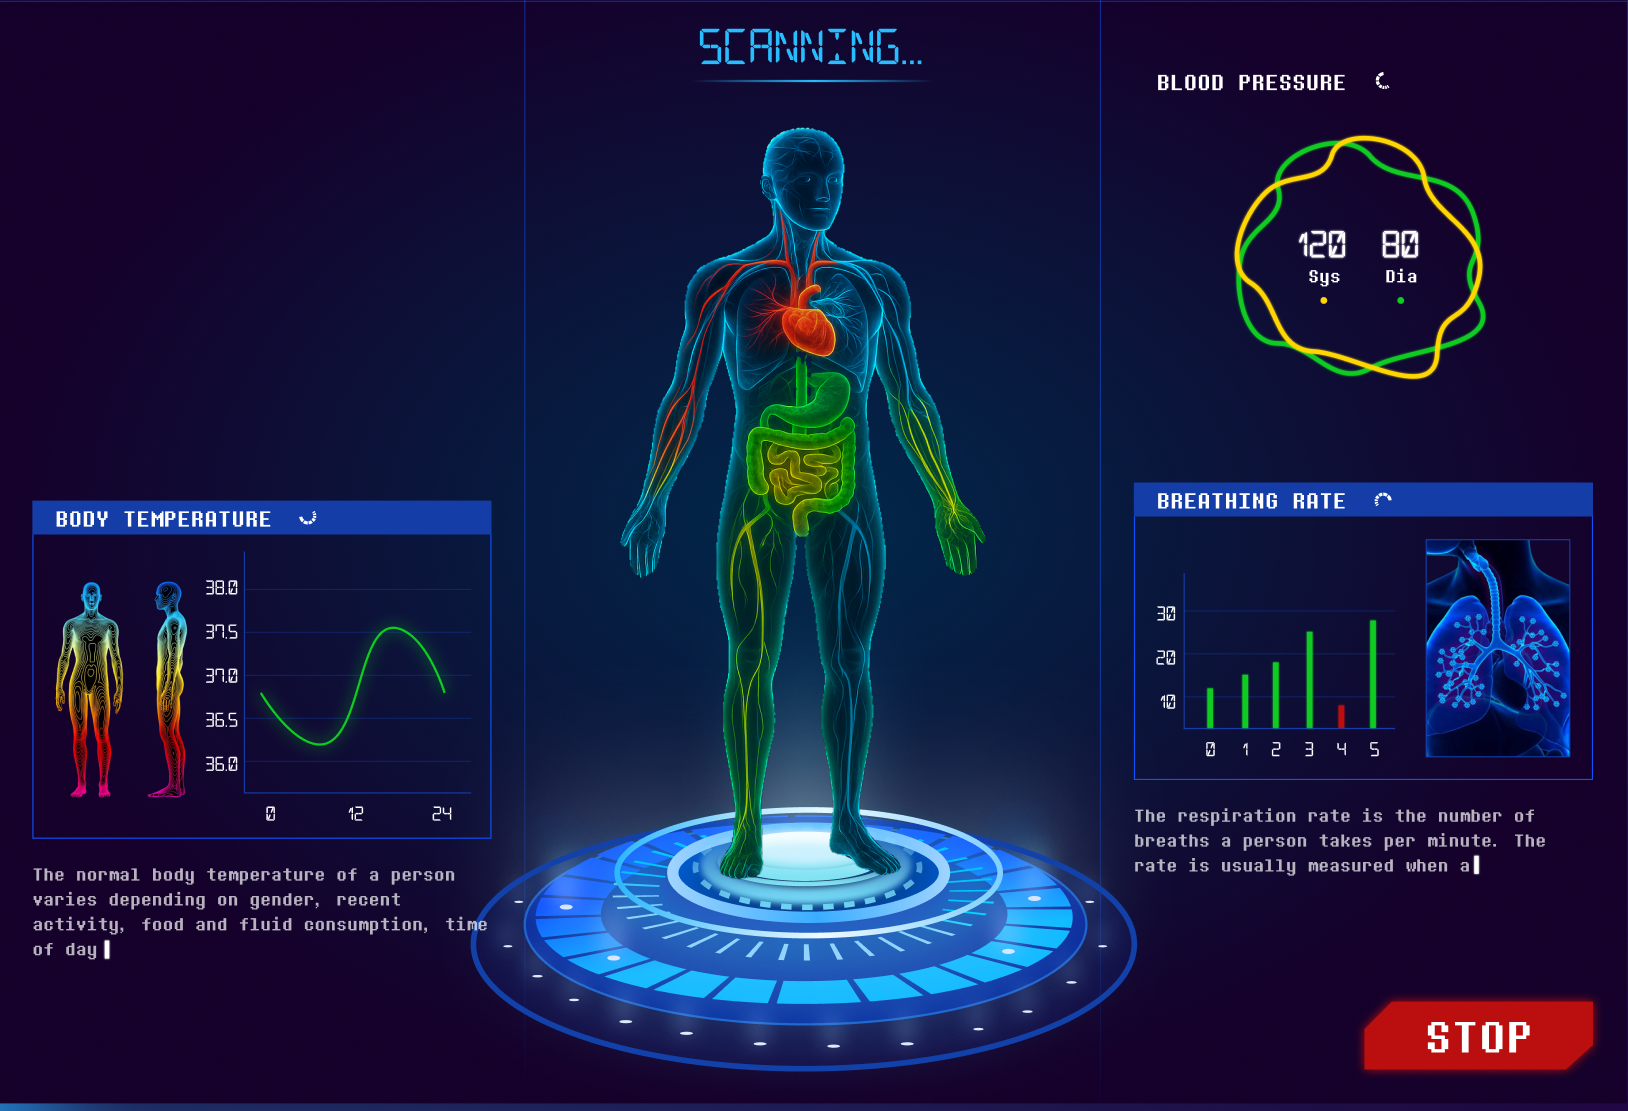 SCANNING...
BLOOD PRESSURE
120 80
Sys Dia
BODY TEMPERATURE
38.0
37.5
37.0
36.5
36.0
0 12 24
The normal body temperature of a person
varies depending on gender, recent
activity, food and fluid consumption, time
of day
BREATHING RATE
30
20
10
0 1 2 3 4 5
The respiration rate is the number of
breaths a person takes per minute. The
rate is usually measured when a
STOP